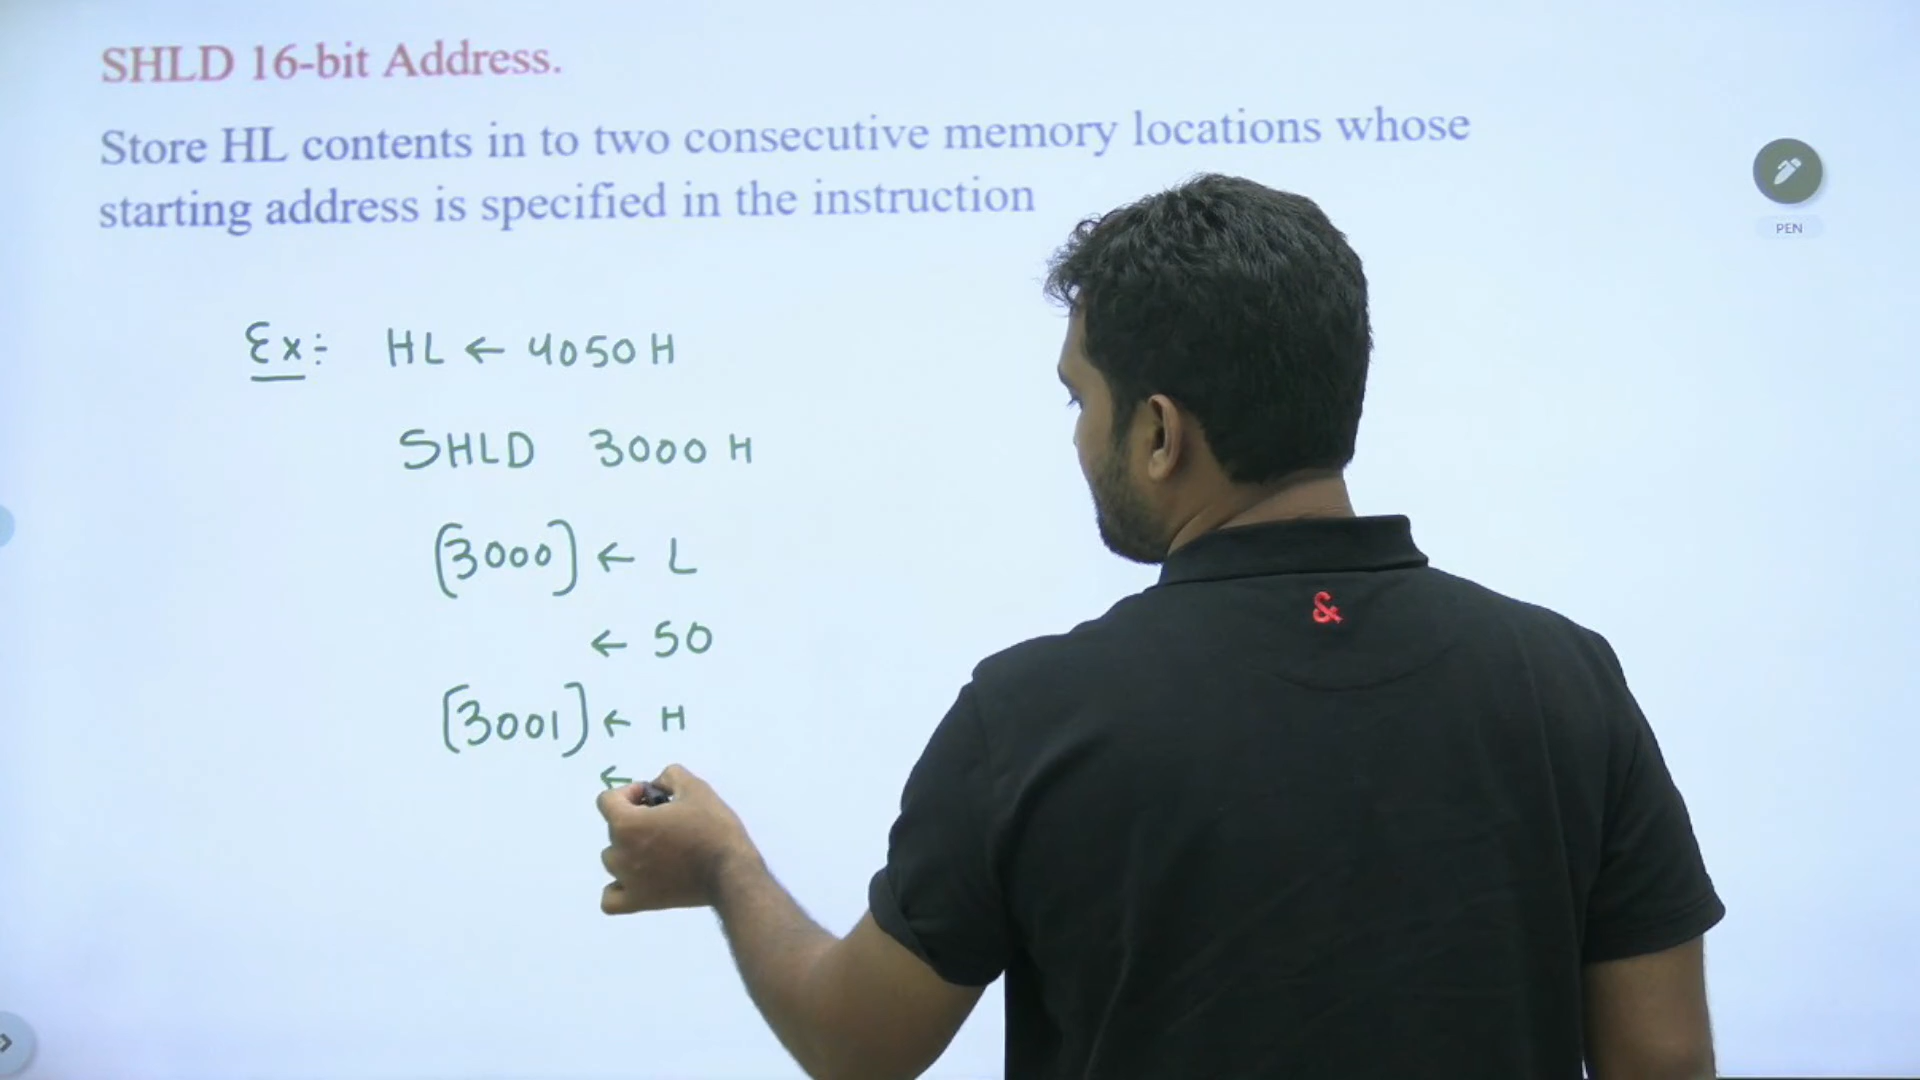 SHLD 16-bit Address.
Store HL contents in to two consecutive memory locations whose
starting address is specified in the instruction
PEN
Ex:- HL ← 4050 H
SHLD 3000 H
[3000] ← L
← 50
[3001] ← H
←
&